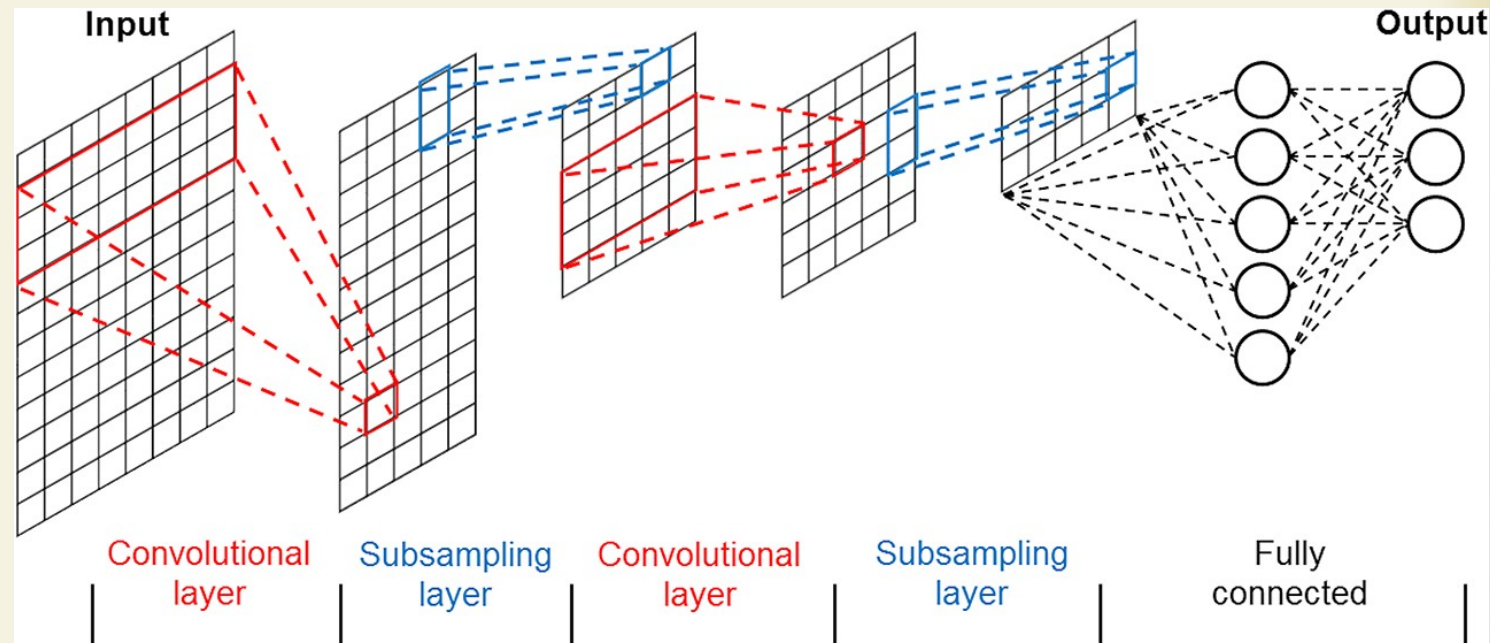 Input
Output
Convolutional
layer
Subsampling
layer
Convolutional
layer
Subsampling
layer
Fully
connected